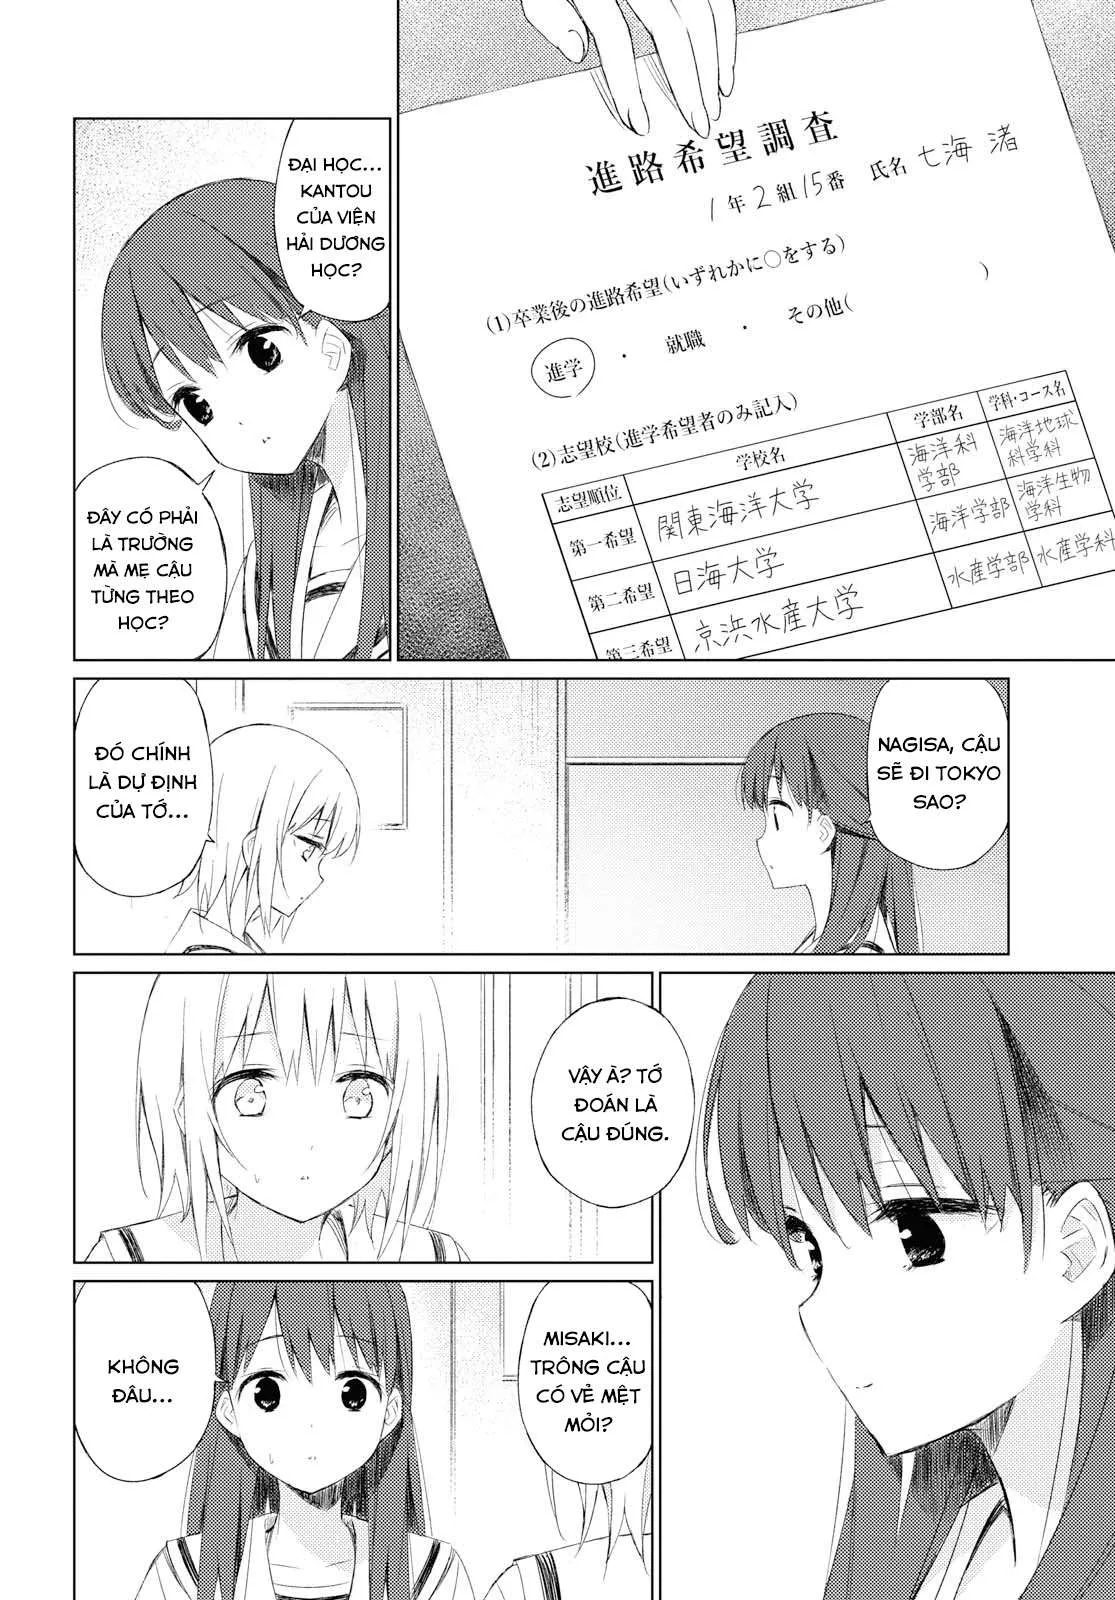 進路希望調査
1年2組15番 氏名 七海 渚
(1)卒業後の進路希望(いずれかに○をする)
進学 ・ 就職 ・ その他( )
(2)志望校(進学希望者のみ記入)
志望順位 学校名 学部名 学科・コース名
第一希望 関東海洋大学 海洋科学部 海洋地球科学科
第二希望 日海大学 海洋学部 海洋生物学科
第三希望 京浜水産大学 水産学部 水産学科
ĐẠI HỌC...
KANTOU
CỦA VIỆN
HẢI DƯƠNG
HỌC?
ĐÂY CÓ PHẢI
LÀ TRƯỜNG
MÀ MẸ CẬU
TỪNG THEO
HỌC?
NAGISA, CẬU
SẼ ĐI TOKYO
SAO?
ĐÓ CHÍNH
LÀ DỰ ĐỊNH
CỦA TỚ...
VẬY À? TỚ
ĐOÁN LÀ
CẬU ĐÚNG.
MISAKI...
TRÔNG CẬU
CÓ VẺ MỆT
MỎI?
KHÔNG
ĐÂU...